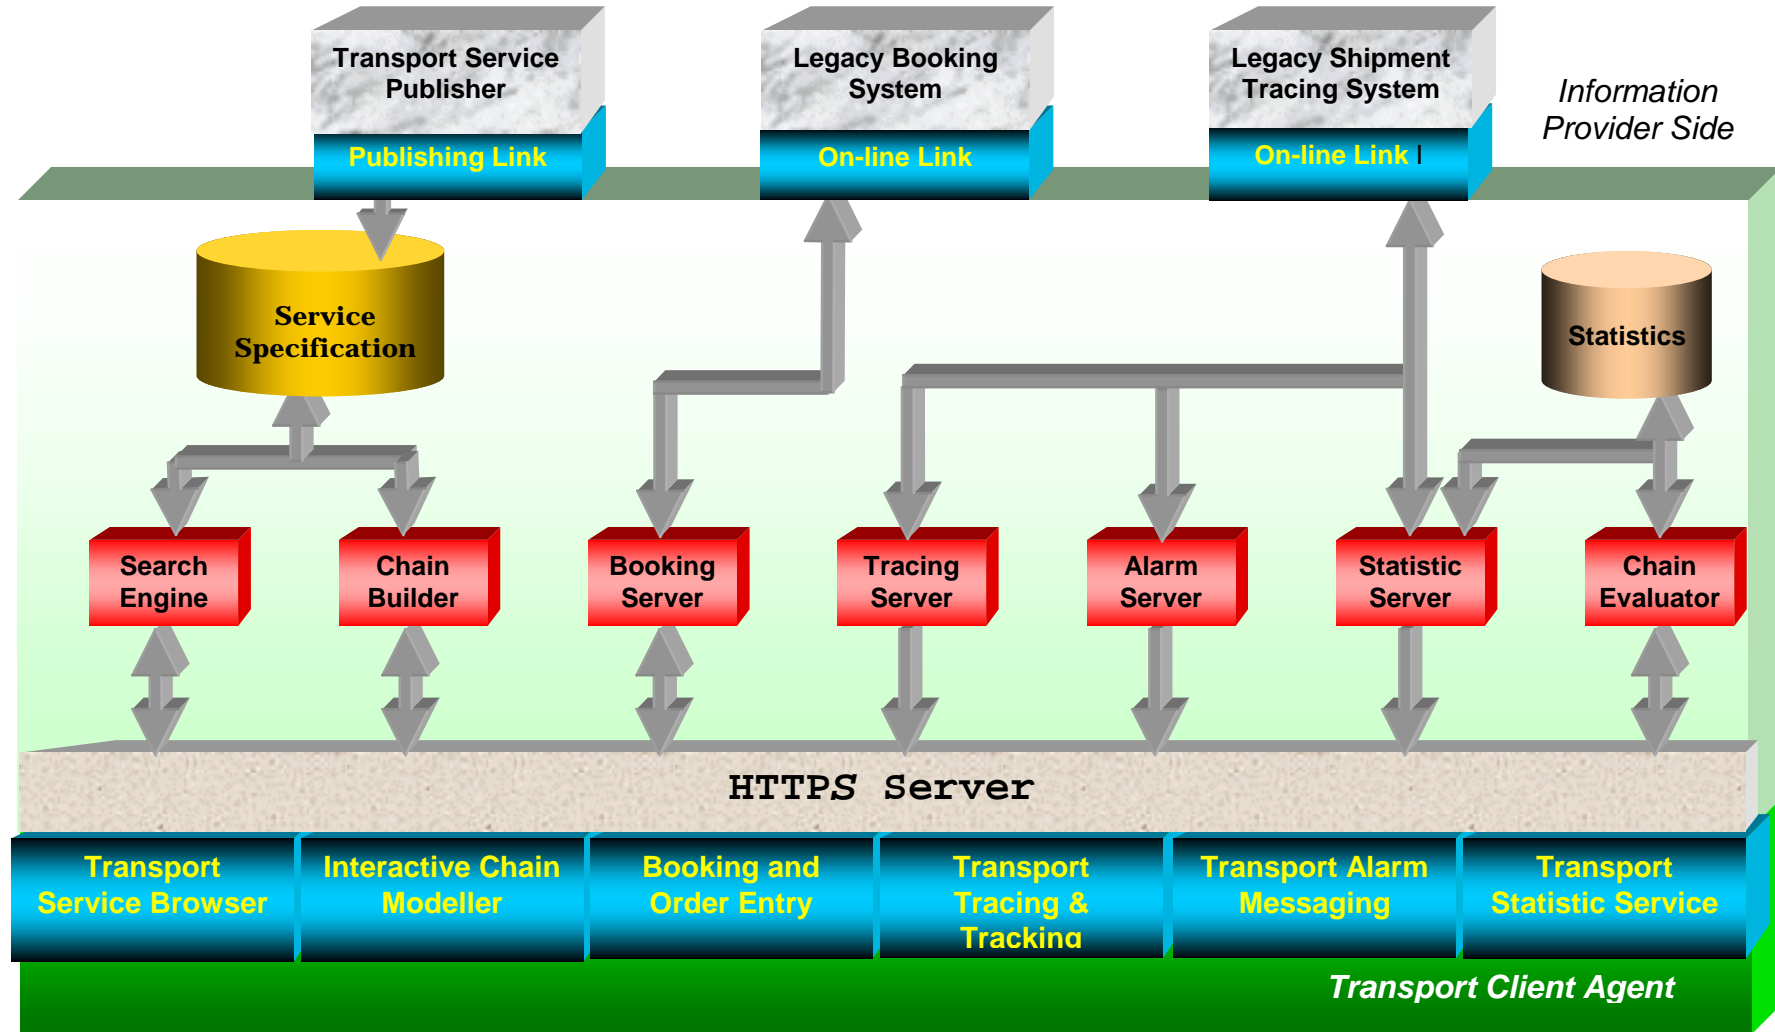 Transport Service
Publisher
Publishing Link
Legacy Booking
System
On-line Link
Legacy Shipment
Tracing System
On-line Link
Information
Provider Side
Service
Specification
Statistics
Search
Engine
Chain
Builder
Booking
Server
Tracing
Server
Alarm
Server
Statistic
Server
Chain
Evaluator
HTTPS Server
Transport
Service Browser
Interactive Chain
Modeller
Booking and
Order Entry
Transport
Tracing &
Tracking
Transport Alarm
Messaging
Transport
Statistic Service
Transport Client Agent